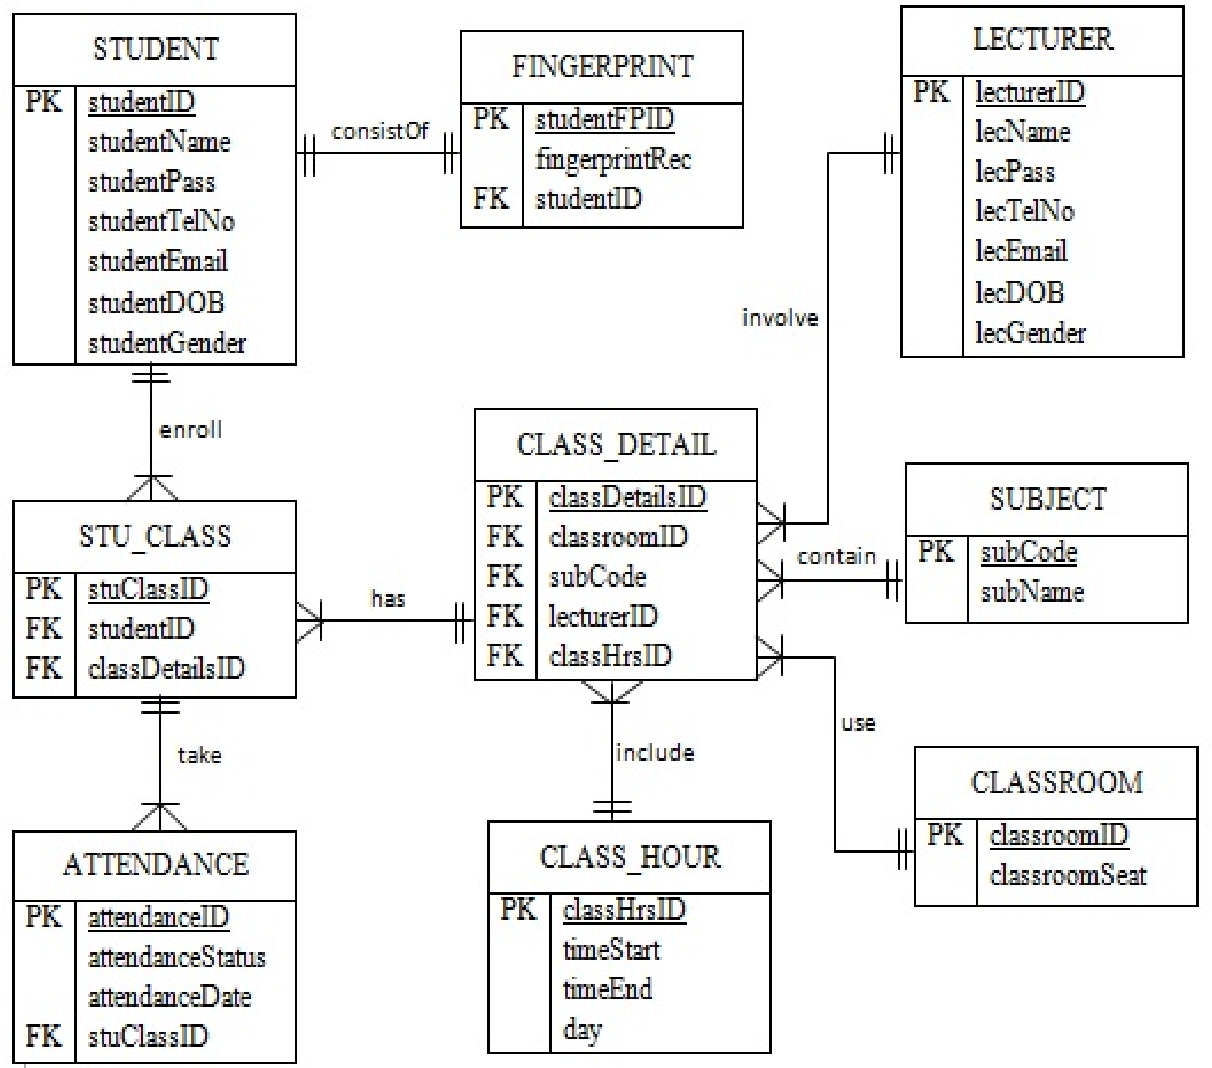 STUDENT
PK studentID
studentName
studentPass
studentTelNo
studentEmail
studentDOB
studentGender
consistOf
FINGERPRINT
PK studentFPID
fingerprintRec
FK studentID
LECTURER
PK lecturerID
lecName
lecPass
lecTelNo
lecEmail
lecDOB
lecGender
involve
enroll
STU_CLASS
PK stuClassID
FK studentID
FK classDetailsID
has
CLASS_DETAIL
PK classDetailsID
FK classroomID
FK subCode
FK lecturerID
FK classHrsID
contain
SUBJECT
PK subCode
subName
use
take
include
CLASSROOM
PK classroomID
classroomSeat
ATTENDANCE
PK attendanceID
attendanceStatus
attendanceDate
FK stuClassID
CLASS_HOUR
PK classHrsID
timeStart
timeEnd
day